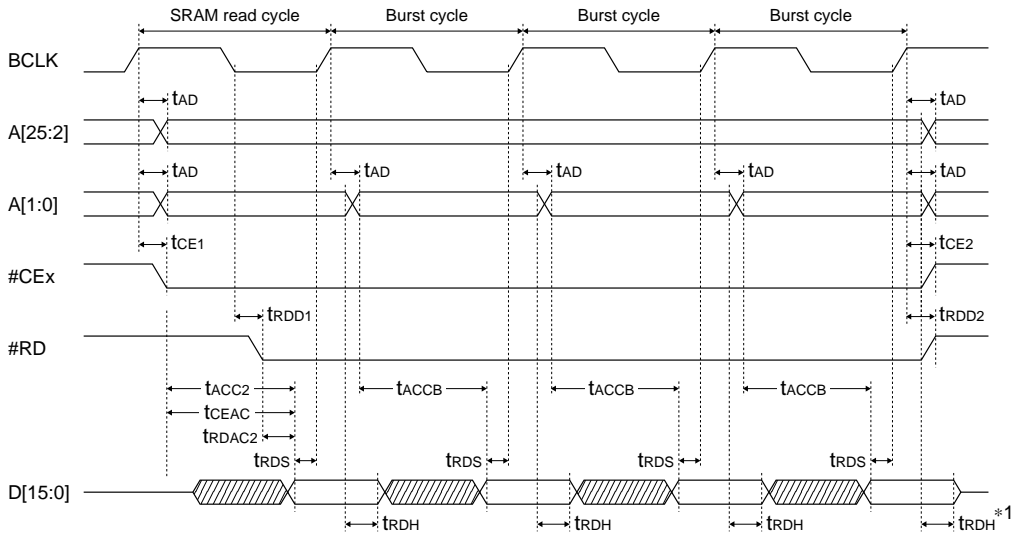 SRAM read cycle Burst cycle Burst cycle Burst cycle
BCLK
tAD tAD
A[25:2]
tAD tAD tAD tAD tAD
A[1:0]
tCE1 tCE2
#CEx
tRDD1 tRDD2
#RD
tACC2 tACCB tACCB tACCB
tCEAC
tRDAC2
tRDS tRDS tRDS tRDS
D[15:0]
tRDH tRDH tRDH tRDH *1